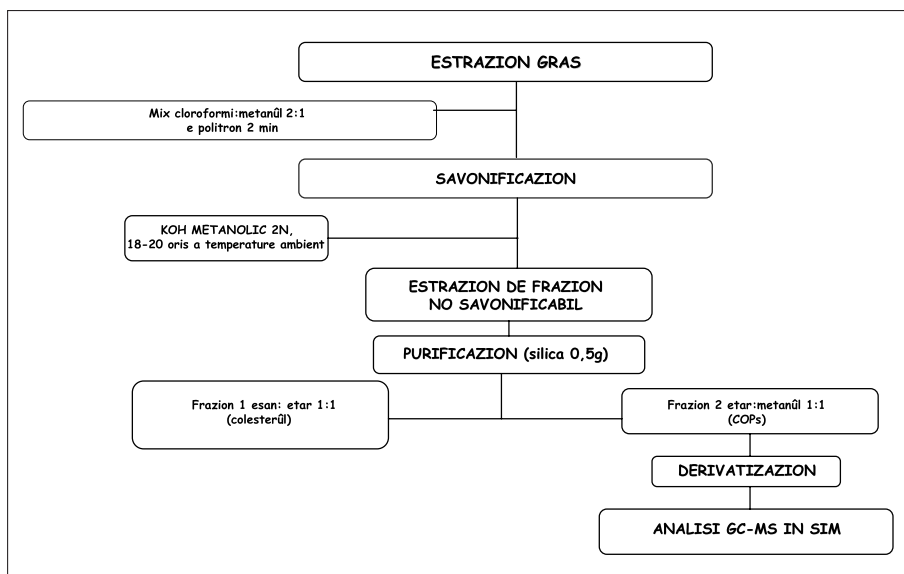 ESTRAZION GRAS
Mix cloroformi:metanûl 2:1
e politron 2 min
SAVONIFICAZION
KOH METANOLIC 2N,
18-20 oris a temperature ambient
ESTRAZION DE FRAZION
NO SAVONIFICABIL
PURIFICAZION (silica 0,5g)
Frazion 1 esan: etar 1:1
(colesterûl)
Frazion 2 etar:metanûl 1:1
(COPs)
DERIVATIZAZION
ANALISI GC-MS IN SIM